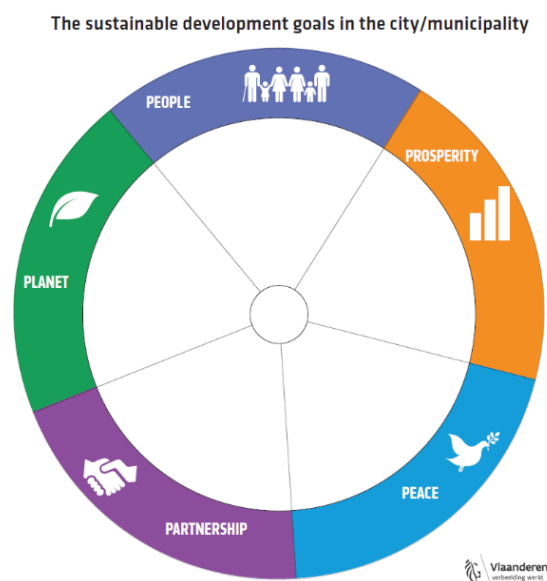 The sustainable development goals in the city/municipality
PEOPLE
PROSPERITY
PLANET
PEACE
PARTNERSHIP
Vlaanderen
verbeelding werkt